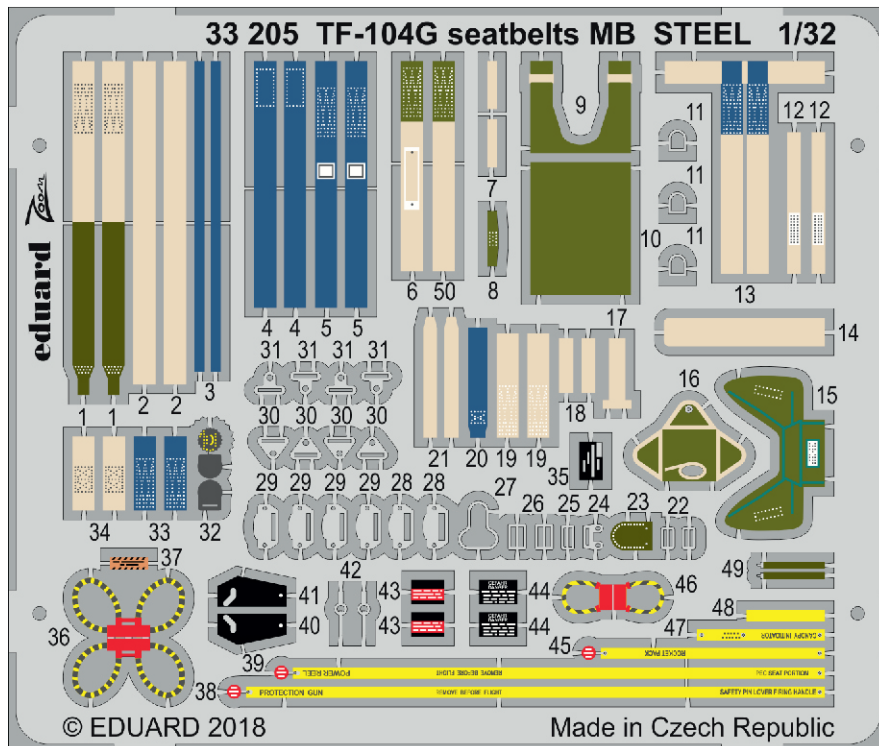 33 205 TF-104G seatbelts MB STEEL 1/32
9
11
12 12
11
7
10
11
8
6 50
13
4 4 5 5
17
14
eduard
Zoom
31 31 31 31
3
1 1 2 2
16
15
18
30 30 30 30
21 20 19 19
35
34 33 32
29 29 29 29 28 28 27 26 25 24 23 22
37
42
49
36
41
43
44
46
48
40
43
44
47
CANOPY INITIATOR
45
ROCKET PACK
39
POWER REEL
REMOVE BEFORE FLIGHT
PEC SEAT PORTION
38
PROTECTION GUN
REMOVE BEFORE FLIGHT
SAFETY PIN LOVER FIRING HANDLE
© EDUARD 2018 Made in Czech Republic